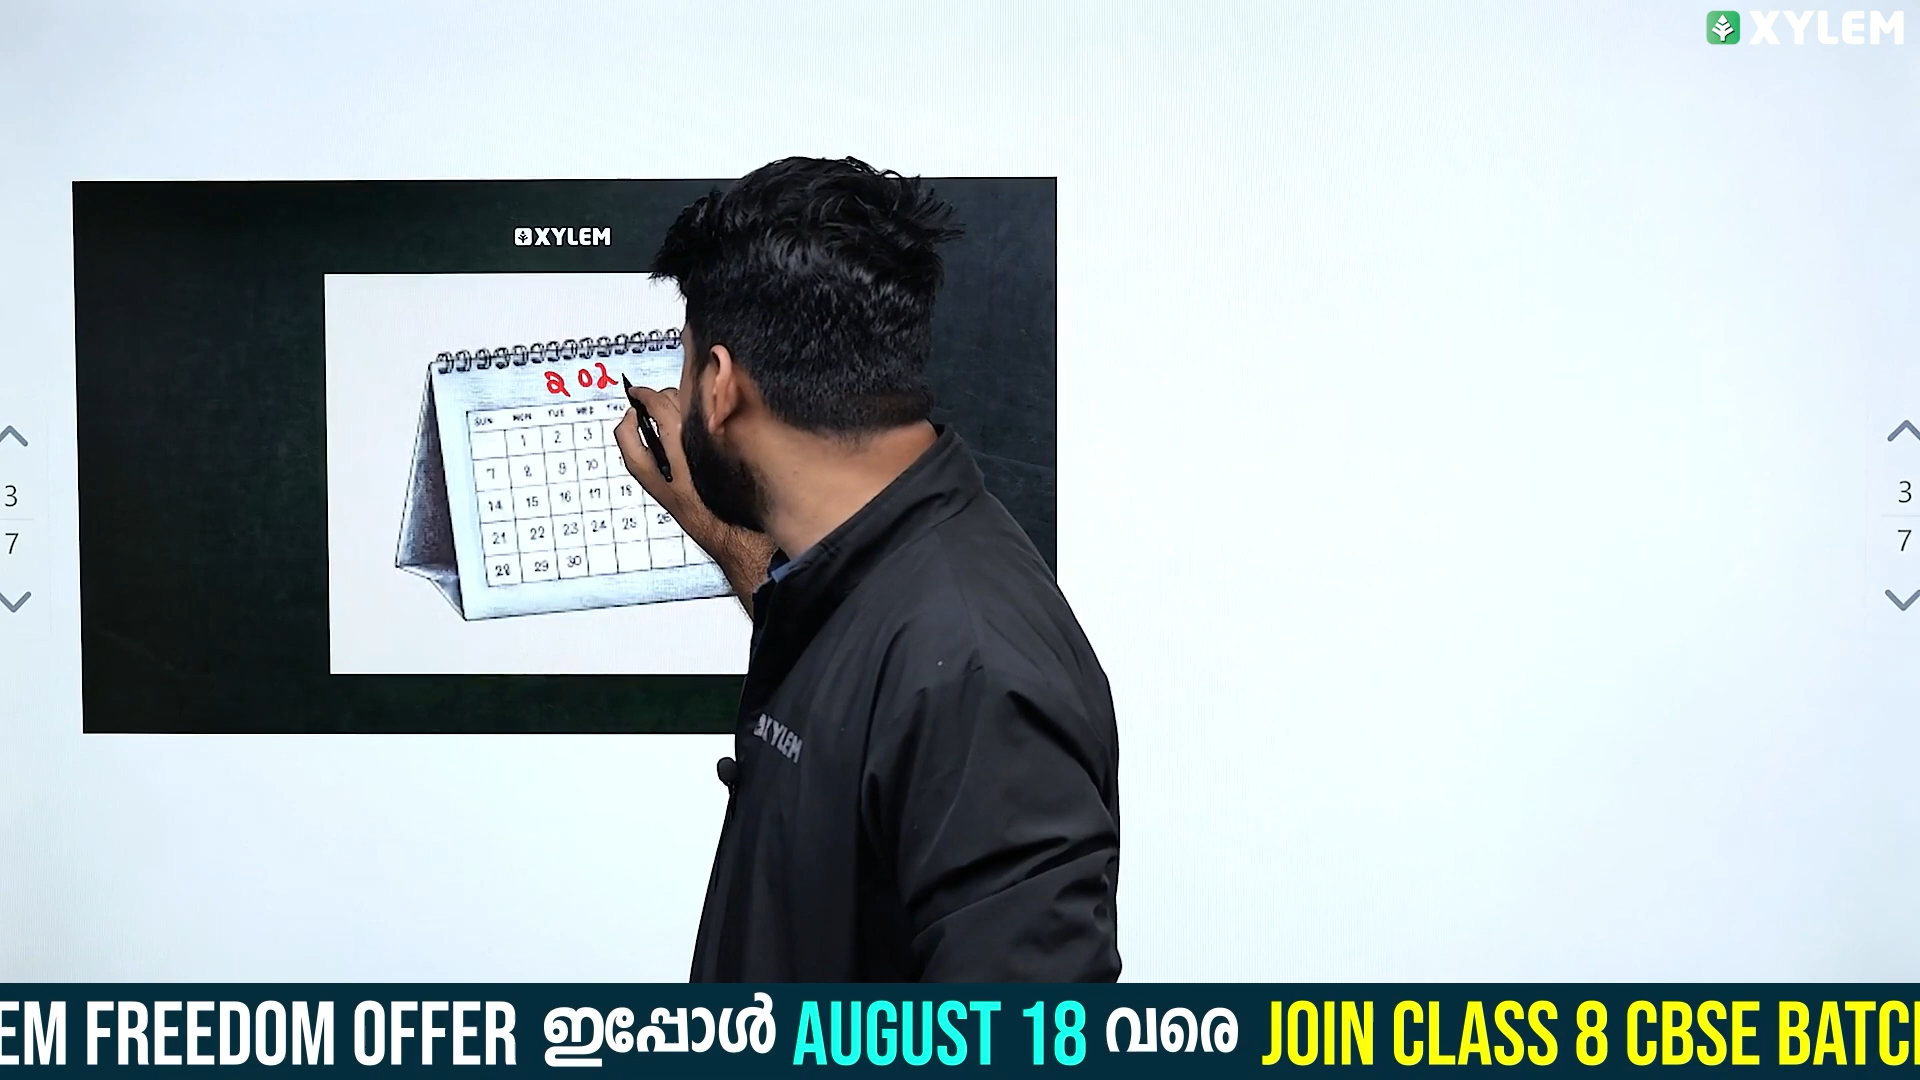 XYLEM
XYLEM
202
SUN MON TUE WED THU
1 2 3
7 8 9 10
14 15 16 17 18
21 22 23 24 25 26
28 29 30
3
7
3
7
XYLEM
EM FREEDOM OFFER ഇപ്പോൾ AUGUST 18 വരെ JOIN CLASS 8 CBSE BATC